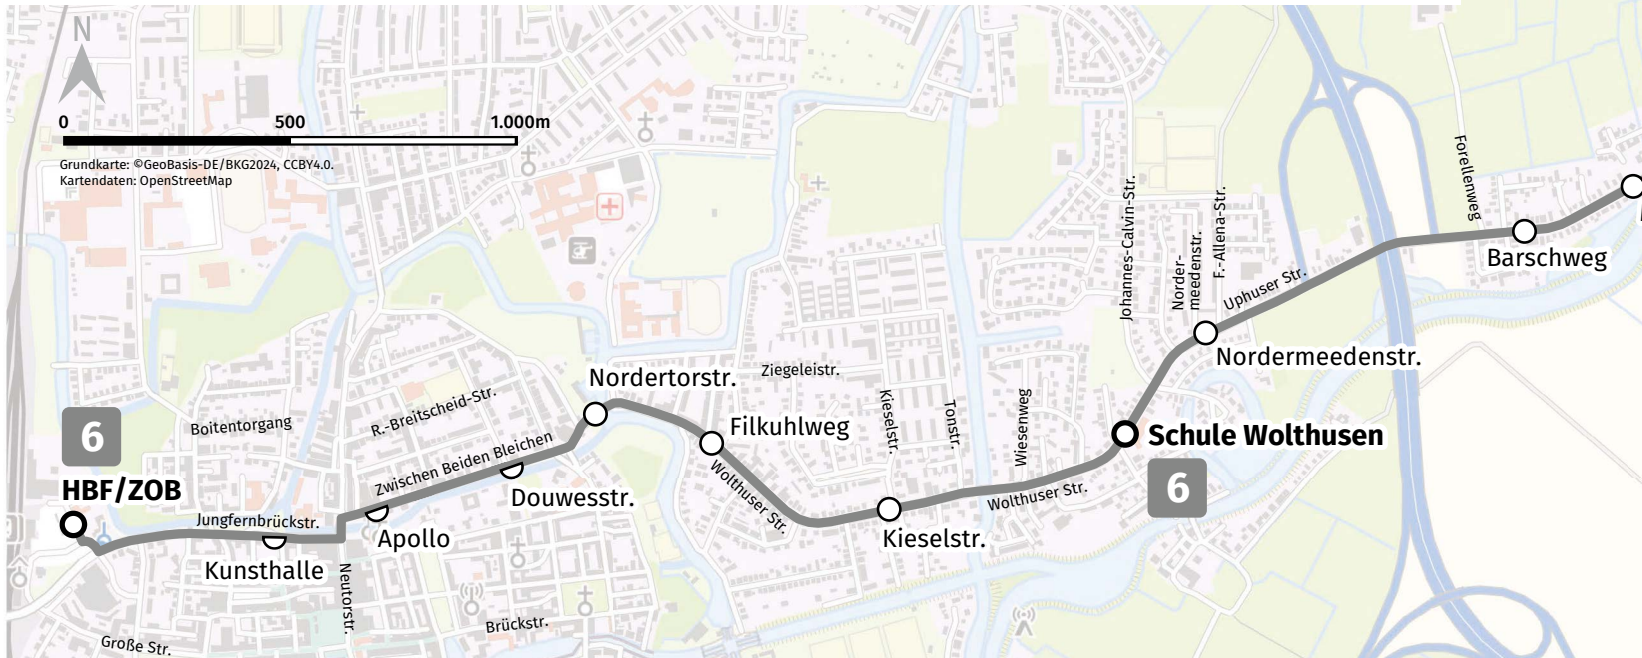 N
0 500 1.000m
Grundkarte: ©GeoBasis-DE/BKG2024, CCBY4.0.
Kartendaten: OpenStreetMap
Forellenweg
Johannes-Calvin-Str.
F.-Allena-Str.
Norder-
meedenstr.
Barschweg
Uphuser Str.
Nordermeedenstr.
Ziegeleistr.
Nordertorstr.
R.-Breitscheid-Str.
Boitentorgang
Kieselstr.
Tonstr.
Wiesenweg
Filkuhlweg
Schule Wolthusen
6
6
HBF/ZOB
Zwischen Beiden Bleichen
Douwesstr.
Wolthuser Str.
Wolthuser Str.
Jungfernbrückstr.
Apollo
Kieselstr.
Kunsthalle
Neutorstr.
Brückstr.
Große Str.